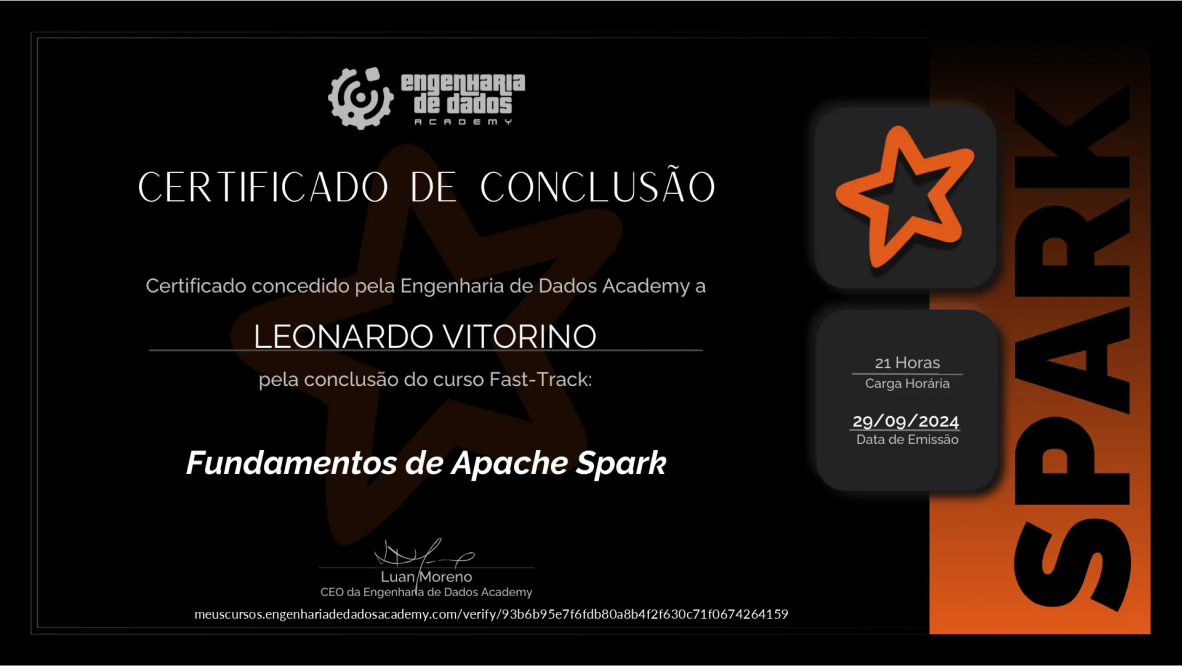 engenharia
de dados
ACADEMY
CERTIFICADO DE CONCLUSÃO
Certificado concedido pela Engenharia de Dados Academy a
LEONARDO VITORINO
pela conclusão do curso Fast-Track:
Fundamentos de Apache Spark
Luan Moreno
CEO da Engenharia de Dados Academy
meuscursos.engenhariadedadosacademy.com/verify/93b6b95e7f6fdb80a8b4f2f630c71f0674264159
21 Horas
Carga Horária
29/09/2024
Data de Emissão
SPARK